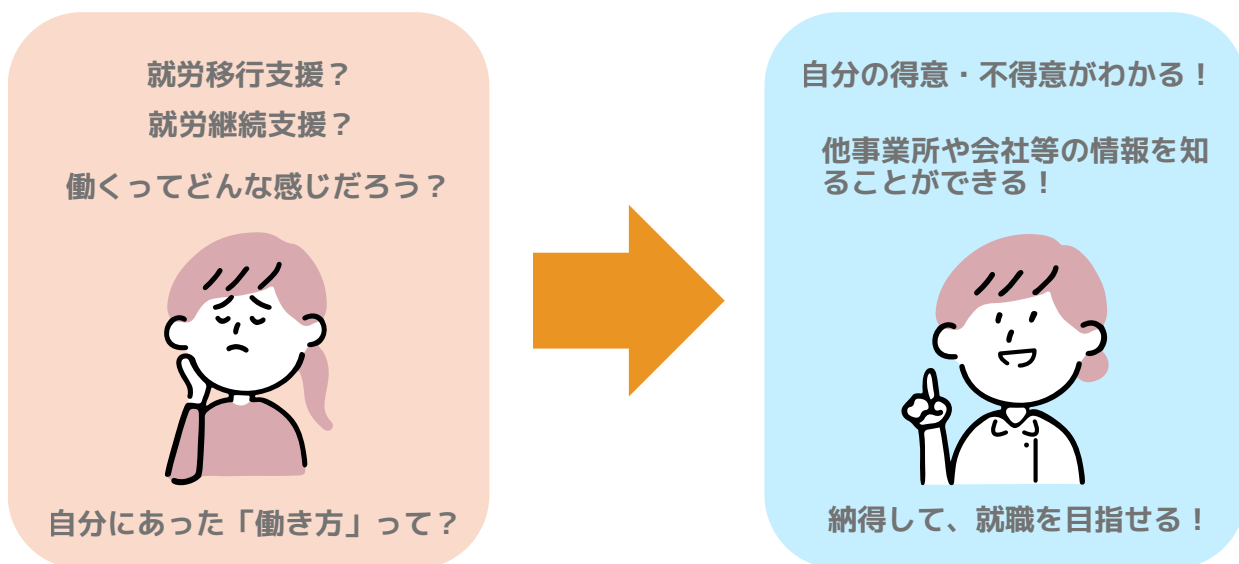 就労移行支援？
就労継続支援？
働くってどんな感じだろう？
自分にあった「働き方」って？
自分の得意・不得意がわかる！
他事業所や会社等の情報を知
ることができる！
納得して、就職を目指せる！